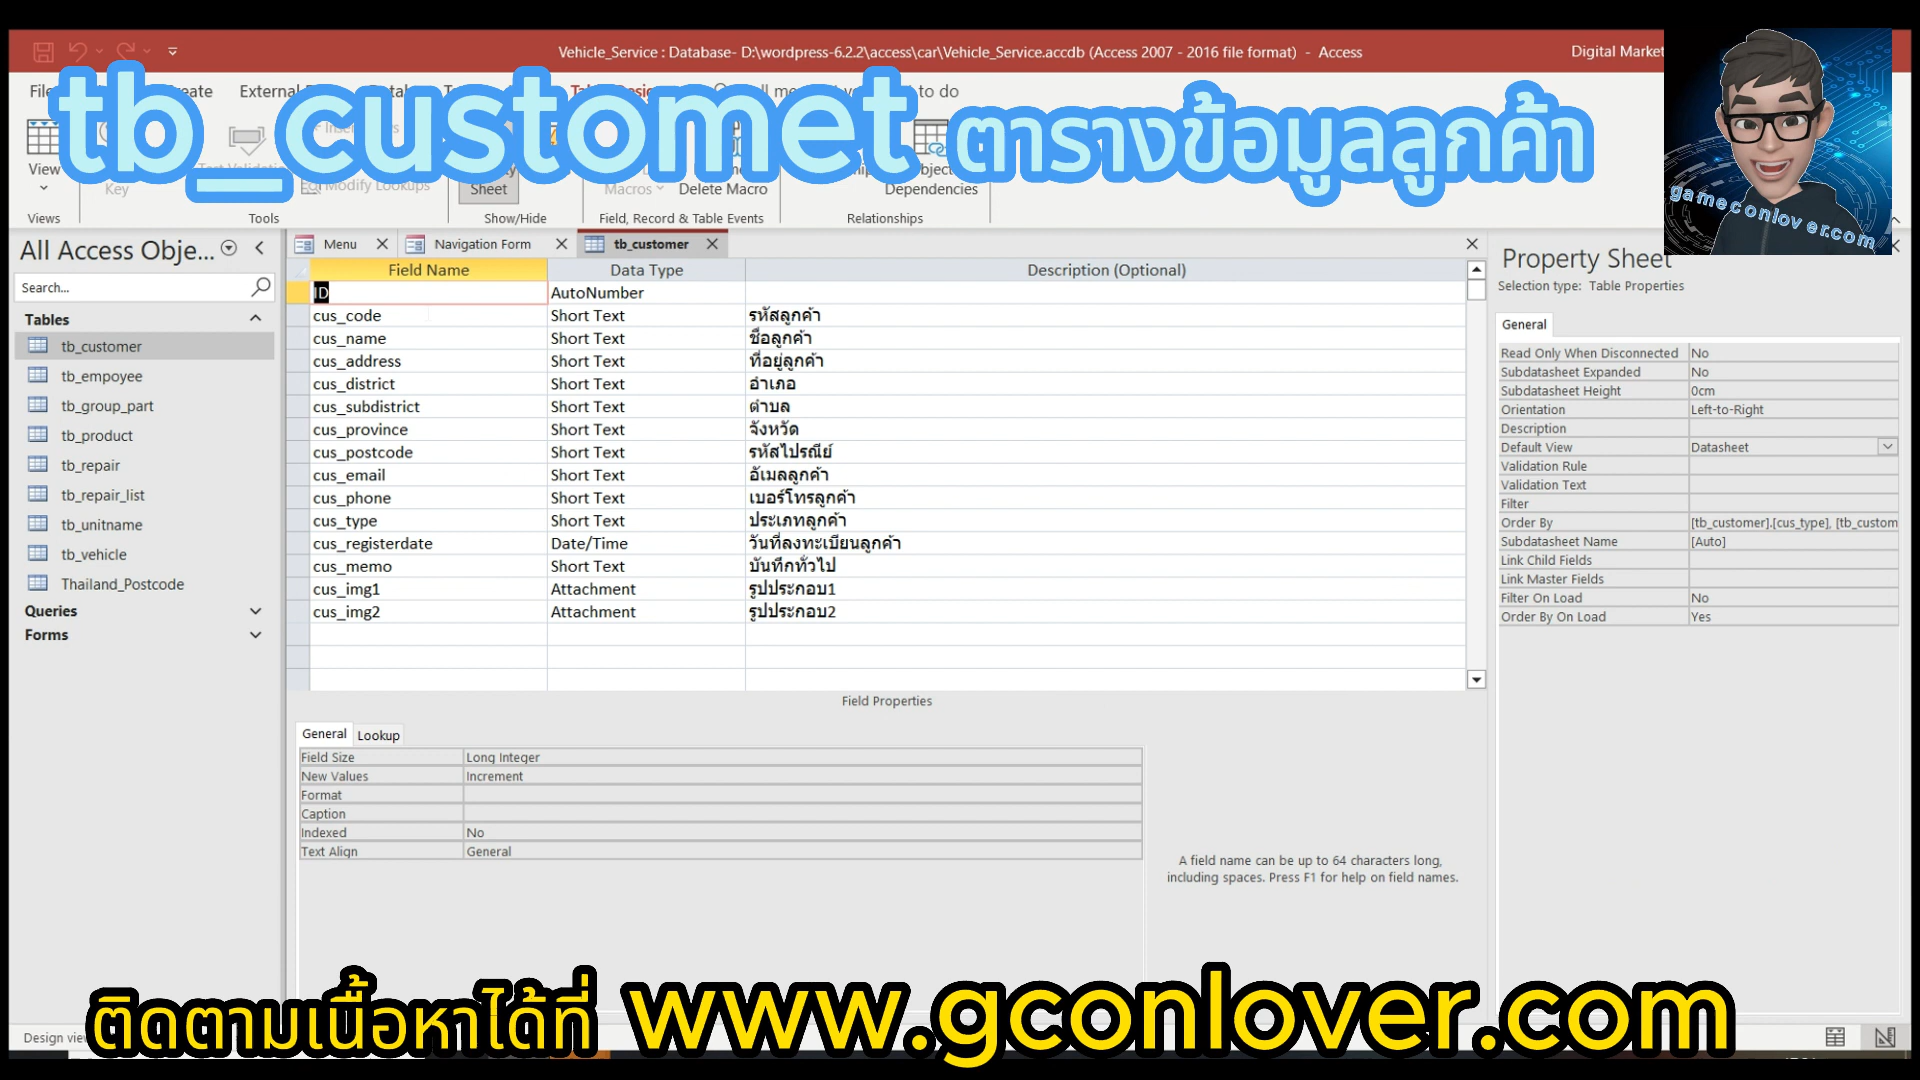 Vehicle_Service : Database- D:\wordpress-6.2.2\access\car\Vehicle_Service.accdb (Access 2007 - 2016 file format) - Access
Digital Market
tb_customet ตารางข้อมูลลูกค้า
External
to do
View
Key
Modify Lookups
Sheet
Macros
Delete Macro
Dependencies
Views
Tools
Show/Hide
Field, Record & Table Events
Relationships
gameconlover.com
All Access Obje...
Search...
Tables
tb_customer
tb_empoyee
tb_group_part
tb_product
tb_repair
tb_repair_list
tb_unitname
tb_vehicle
Thailand_Postcode
Queries
Forms
Menu
Navigation Form
tb_customer
Field Name Data Type Description (Optional)
ID AutoNumber
cus_code Short Text รหัสลูกค้า
cus_name Short Text ชื่อลูกค้า
cus_address Short Text ที่อยู่ลูกค้า
cus_district Short Text อำเภอ
cus_subdistrict Short Text ตำบล
cus_province Short Text จังหวัด
cus_postcode Short Text รหัสไปรณีย์
cus_email Short Text อัเมลลูกค้า
cus_phone Short Text เบอร์โทรลูกค้า
cus_type Short Text ประเภทลูกค้า
cus_registerdate Date/Time วันที่ลงทะเบียนลูกค้า
cus_memo Short Text บันทึกทั่วไป
cus_img1 Attachment รูปประกอบ1
cus_img2 Attachment รูปประกอบ2
Field Properties
General Lookup
Field Size Long Integer
New Values Increment
Format
Caption
Indexed No
Text Align General
A field name can be up to 64 characters long,
including spaces. Press F1 for help on field names.
Property Sheet
Selection type: Table Properties
General
Read Only When Disconnected No
Subdatasheet Expanded No
Subdatasheet Height 0cm
Orientation Left-to-Right
Description
Default View Datasheet
Validation Rule
Validation Text
Filter
Order By [tb_customer].[cus_type], [tb_custom
Subdatasheet Name [Auto]
Link Child Fields
Link Master Fields
Filter On Load No
Order By On Load Yes
Design
ติดตามเนื้อหาได้ที่ www.gconlover.com